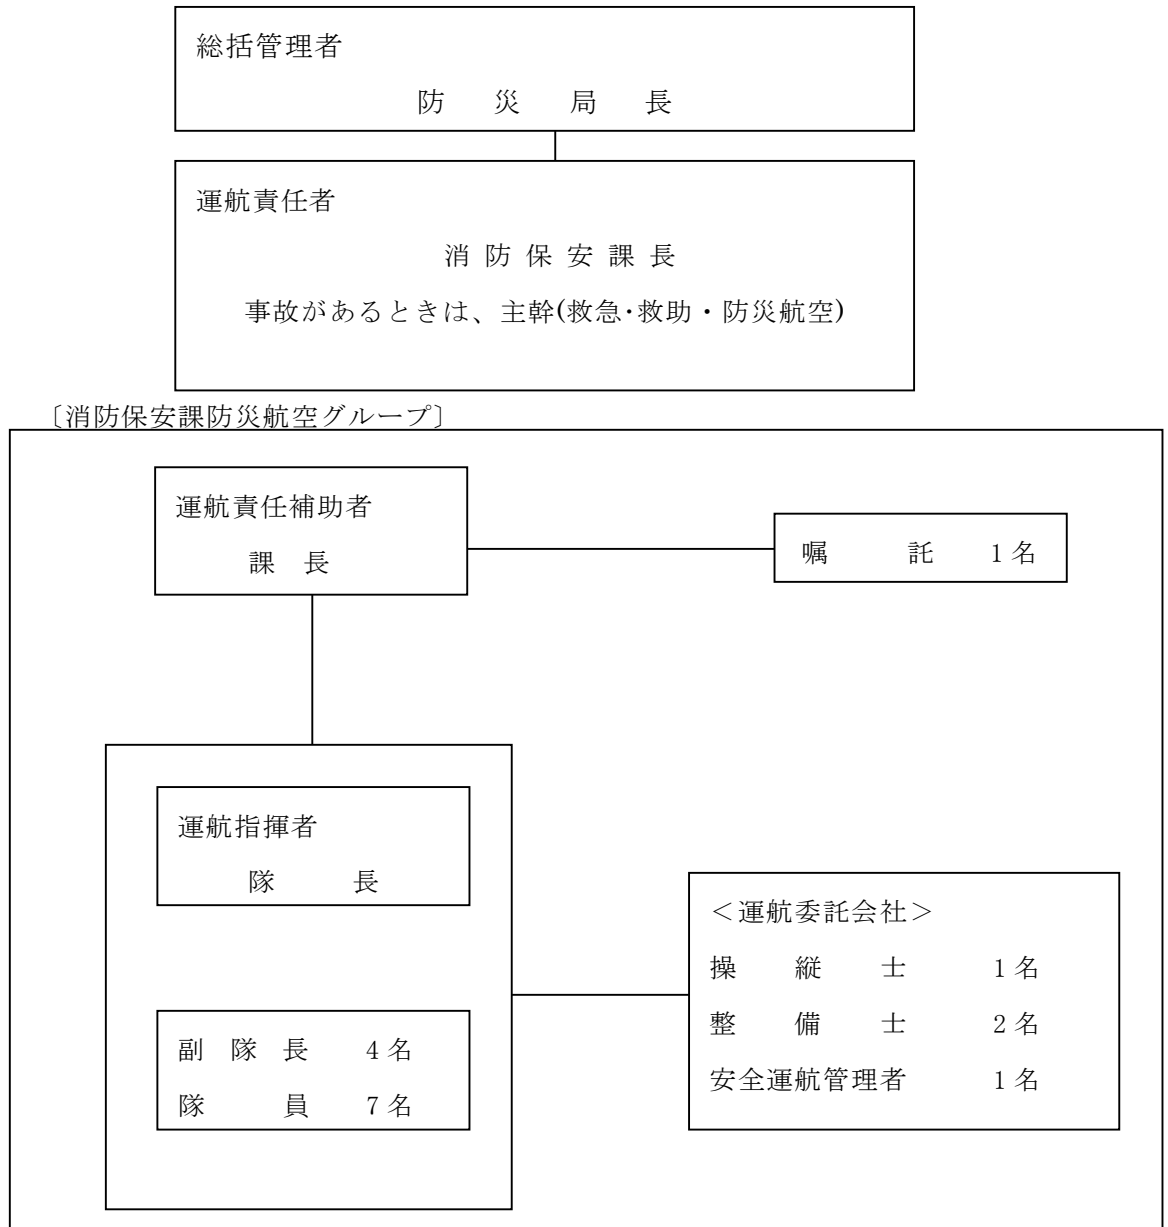 総括管理者
防災局長
運航責任者
消防保安課長
事故があるときは、主幹(救急・救助・防災航空)
〔消防保安課防災航空グループ〕
運航責任補助者
課長
嘱託 1名
運航指揮者
隊長
副隊長 4名
隊員 7名
<運航委託会社>
操縦士 1名
整備士 2名
安全運航管理者 1名